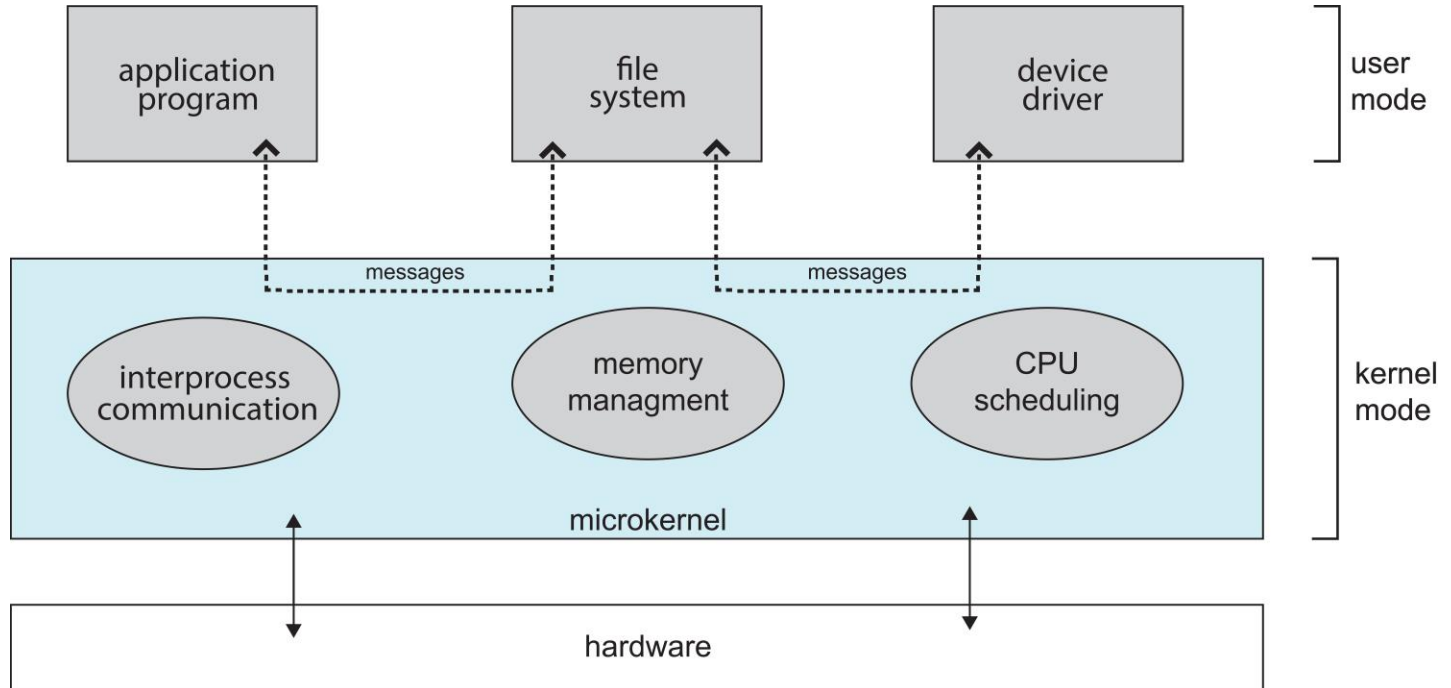 application
program
file
system
device
driver
user
mode
messages
messages
interprocess
communication
memory
managment
CPU
scheduling
kernel
mode
microkernel
hardware